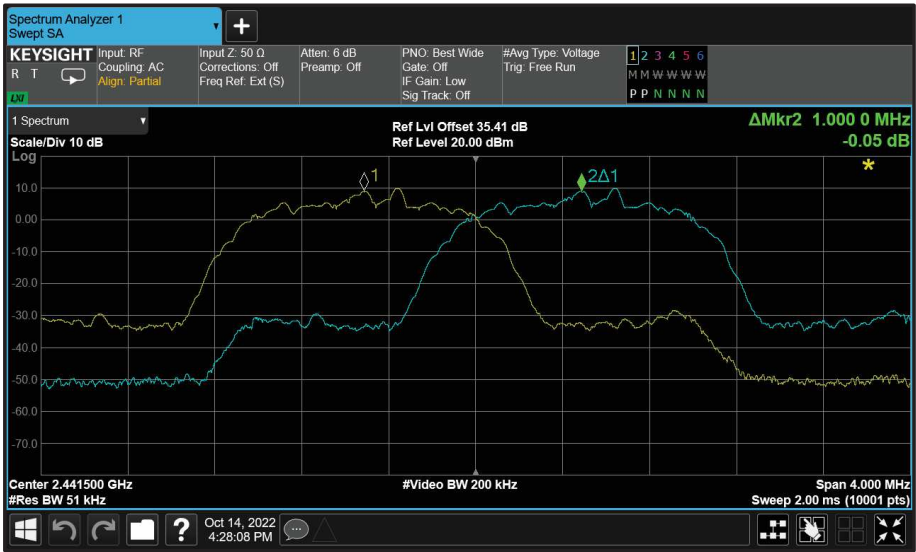 Spectrum Analyzer 1
Swept SA
+
KEYSIGHT
R T
LXI
Input: RF
Coupling: AC
Align: Partial
Input Z: 50 Ω
Corrections: Off
Freq Ref: Ext (S)
Atten: 6 dB
Preamp: Off
PNO: Best Wide
Gate: Off
IF Gain: Low
Sig Track: Off
#Avg Type: Voltage
Trig: Free Run
1 2 3 4 5 6
M M W W W W
P P N N N N
1 Spectrum
Scale/Div 10 dB
Ref Lvl Offset 35.41 dB
Ref Level 20.00 dBm
ΔMkr2 1.000 0 MHz
-0.05 dB
Log
*
1
2Δ1
10.0
0.00
-10.0
-20.0
-30.0
-40.0
-50.0
-60.0
-70.0
Center 2.441500 GHz
#Res BW 51 kHz
#Video BW 200 kHz
Span 4.000 MHz
Sweep 2.00 ms (10001 pts)
?
Oct 14, 2022
4:28:08 PM